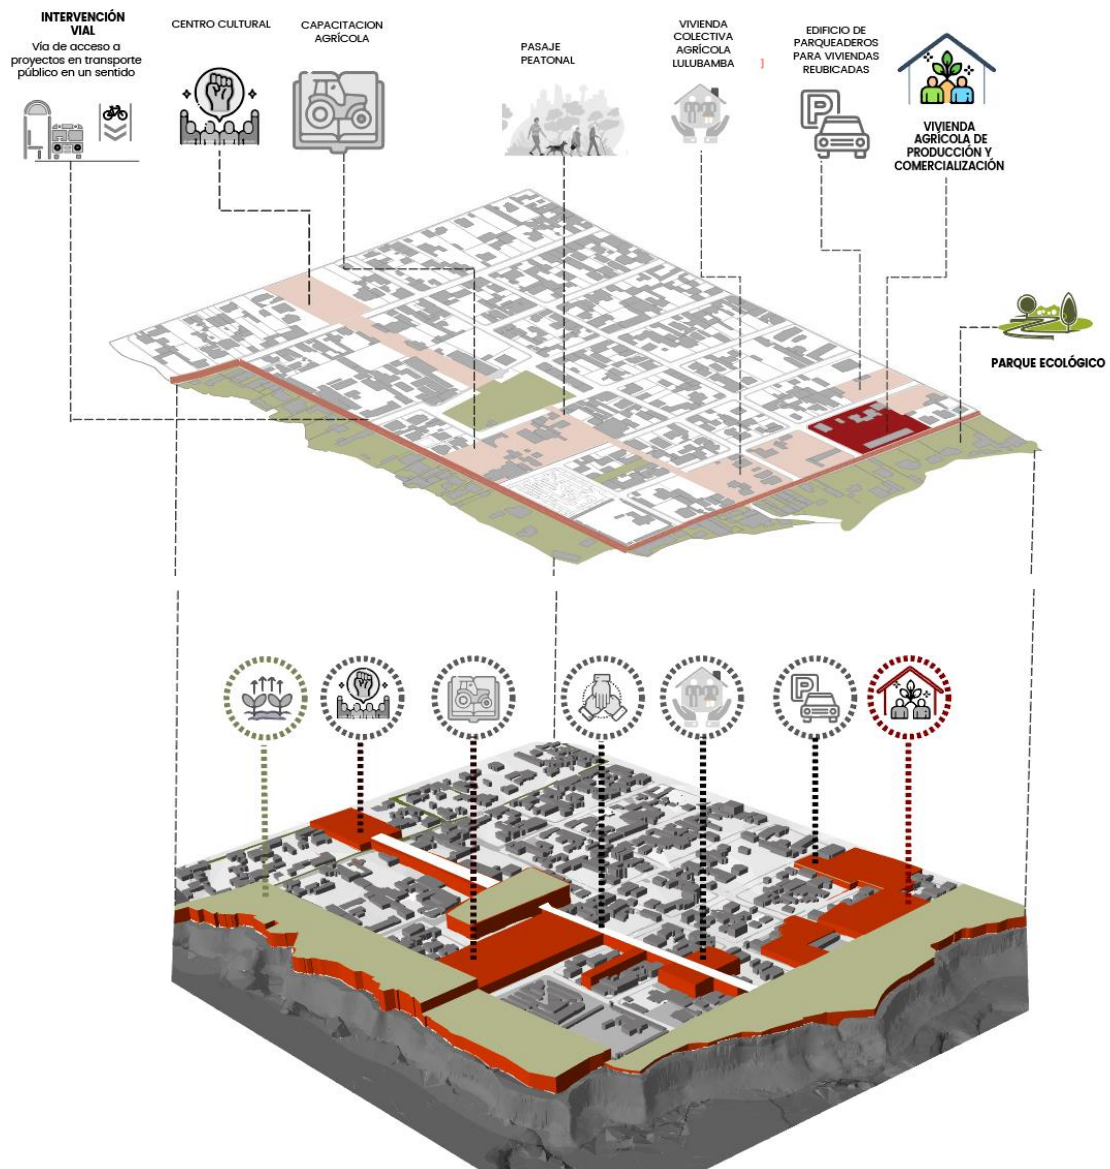 INTERVENCIÓN
VIAL
Vía de acceso a
proyectos en transporte
público en un sentido
CENTRO CULTURAL
CAPACITACION
AGRÍCOLA
PASAJE
PEATONAL
VIVIENDA
COLECTIVA
AGRÍCOLA
LULUBAMBA ]
EDIFICIO DE
PARQUEADEROS
PARA VIVIENDAS
REUBICADAS
P
VIVIENDA
AGRÍCOLA DE
PRODUCCIÓN Y
COMERCIALIZACIÓN
PARQUE ECOLÓGICO
P